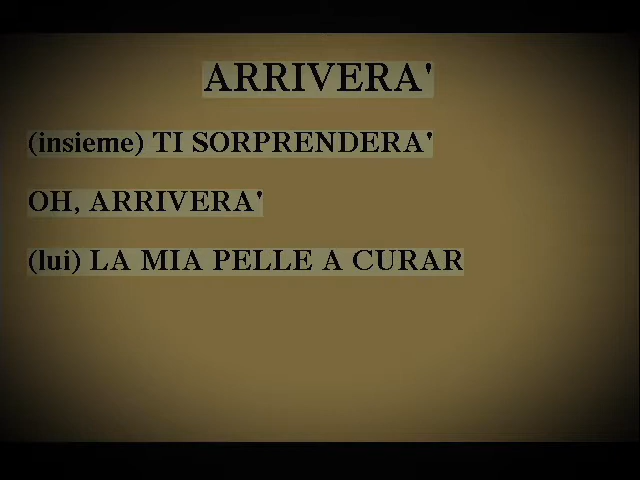 ARRIVERA'
(insieme) TI SORPRENDERA'
OH, ARRIVERA'
(lui) LA MIA PELLE A CURAR